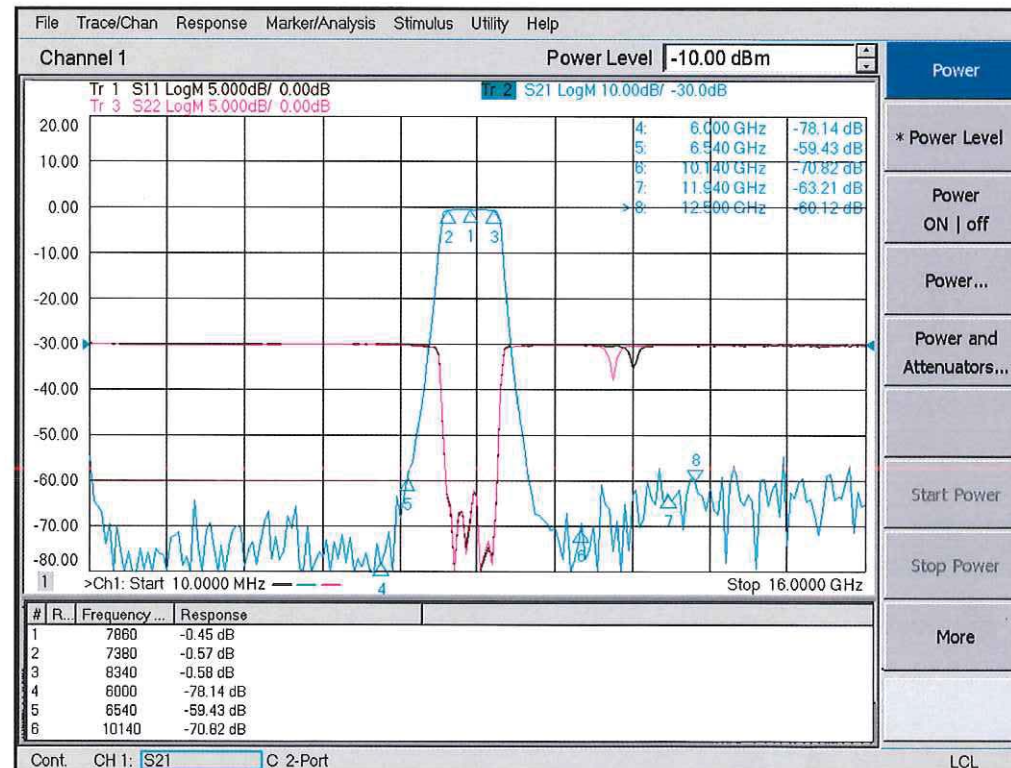 File Trace/Chan Response Marker/Analysis Stimulus Utility Help
Channel 1 Power Level -10.00 dBm
Tr 1 S11 LogM 5.000dB/ 0.00dB Tr 2 S21 LogM 10.00dB/ -30.0dB
Tr 3 S22 LogM 5.000dB/ 0.00dB
4: 6.000 GHz -78.14 dB
5: 6.540 GHz -59.43 dB
6: 10.140 GHz -70.82 dB
7: 11.940 GHz -63.21 dB
>8: 12.500 GHz -60.12 dB
20.00
10.00
0.00
-10.00
-20.00
-30.00
-40.00
-50.00
-60.00
-70.00
-80.00
2 1 3
5
4
6
7
8
1 >Ch1: Start 10.0000 MHz Stop 16.0000 GHz
# R... Frequency ... Response
1 7860 -0.45 dB
2 7380 -0.57 dB
3 8340 -0.58 dB
4 6000 -78.14 dB
5 6540 -59.43 dB
6 10140 -70.82 dB
Cont. CH 1: S21 C 2-Port LCL
Power
* Power Level
Power
ON | off
Power...
Power and
Attenuators...
Start Power
Stop Power
More